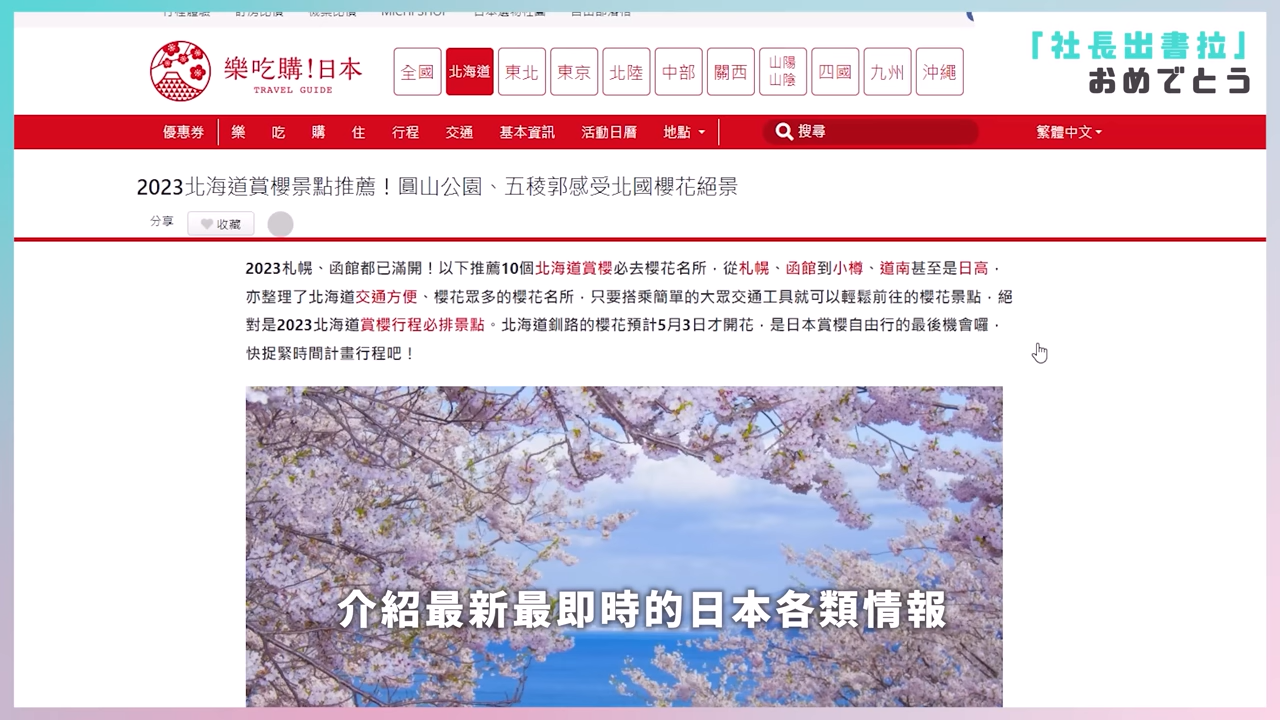 「社長出書拉」
おめでとう
樂吃購！日本
TRAVEL GUIDE
全國 北海道 東北 東京 北陸 中部 關西 山陽 山陰 四國 九州 沖繩
優惠券 樂 吃 購 住 行程 交通 基本資訊 活動日曆 地點 搜尋 繁體中文
2023北海道賞櫻景點推薦！圓山公園、五稜郭感受北國櫻花絕景
分享 收藏
2023札幌、函館都已滿開！以下推薦10個北海道賞櫻必去櫻花名所，從札幌、函館到小樽、道南甚至是日高，
亦整理了北海道交通方便、櫻花眾多的櫻花名所，只要搭乘簡單的大眾交通工具就可以輕鬆前往的櫻花景點，絕
對是2023北海道賞櫻行程必排景點。北海道釧路的櫻花預計5月3日才開花，是日本賞櫻自由行的最後機會囉，
快捉緊時間計畫行程吧！
介紹最新最即時的日本各類情報